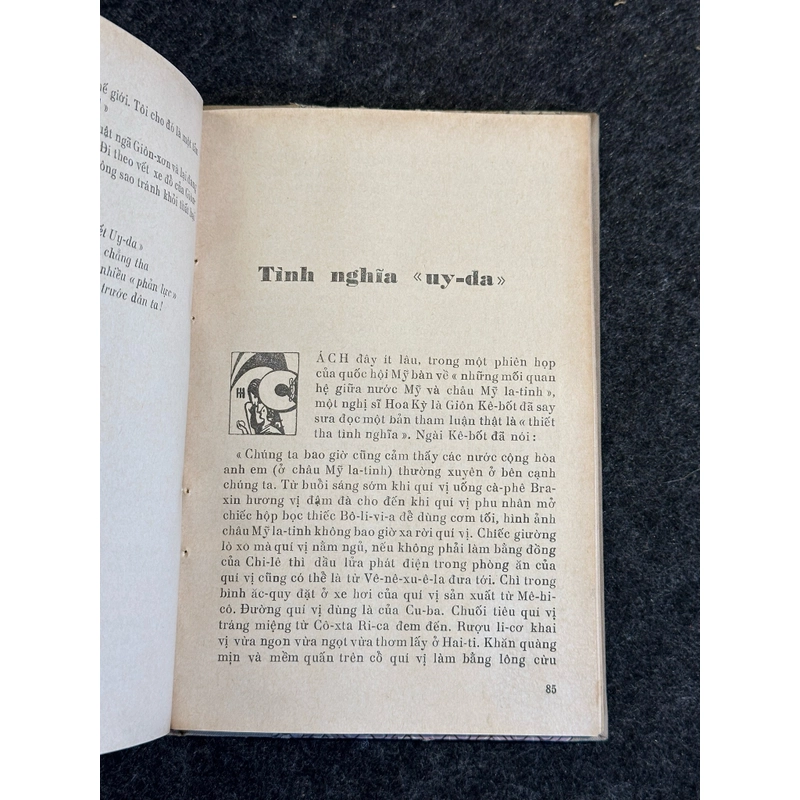 hế giới. Tôi cho đó là một
»
uật ngã Giôn-xơn và lại
Đi theo vết xe đổ của
ông sao tránh khỏi thất
ết Uy-da »
chẳng tha
nhiều « phản lực »
trước dân ta !
Tình nghĩa «uy-da»
CÁCH đây ít lâu, trong một phiên họp
của quốc hội Mỹ bàn về « những mối quan
hệ giữa nước Mỹ và châu Mỹ la-tinh »,
một nghị sĩ Hoa Kỳ là Giôn Kê-bốt đã say
sưa đọc một bản tham luận thật là « thiết
tha tình nghĩa ». Ngài Kê-bốt đã nói :
« Chúng ta bao giờ cũng cảm thấy các nước cộng hòa
anh em (ở châu Mỹ la-tinh) thường xuyên ở bên cạnh
chúng ta. Từ buổi sáng sớm khi quí vị uống cà-phê Bra-
xin hương vị đậm đà cho đến khi quí vị phu nhân mở
chiếc hộp bọc thiếc Bô-li-vi-a để dùng cơm tối, hình ảnh
châu Mỹ la-tinh không bao giờ xa rời quí vị. Chiếc giường
lò xo mà quí vị nằm ngủ, nếu không phải làm bằng đồng
của Chi-lê thì dầu lửa phát điện trong phòng ăn của
quí vị cũng có thể là từ Vê-nê-xu-ê-la đưa tới. Chì trong
bình ăc-quy đặt ở xe hơi của quí vị sản xuất từ Mê-hi-
cô. Đường quí vị dùng là của Cu-ba. Chuối tiêu quí vị
tráng miệng từ Cô-xta Ri-ca đem đến. Rượu li-cơ khai
vị vừa ngon vừa ngọt vừa thơm lấy ở Hai-ti. Khăn quàng
mịn và mềm quấn trên cổ quí vị làm bằng lông cừu
85